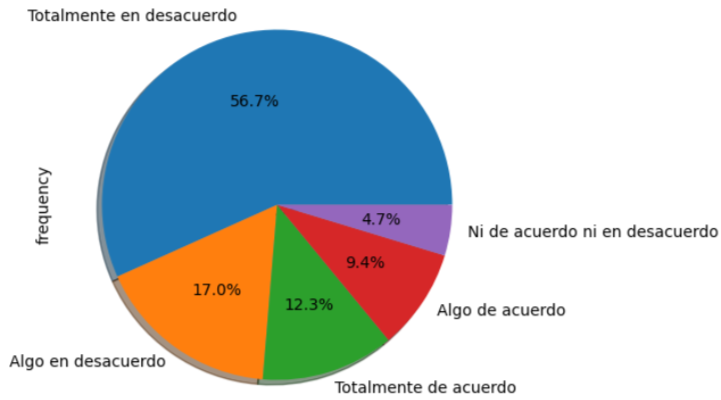 Totalmente en desacuerdo
56.7%
frequency
4.7%
Ni de acuerdo ni en desacuerdo
9.4%
17.0%
12.3%
Algo de acuerdo
Algo en desacuerdo
Totalmente de acuerdo